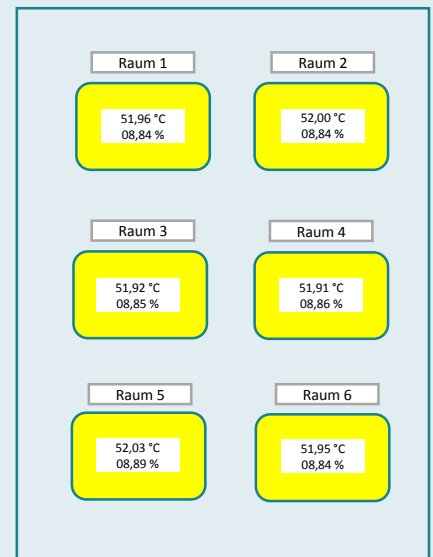 Raum 1
51,96 °C
08,84 %
Raum 2
52,00 °C
08,84 %
Raum 3
51,92 °C
08,85 %
Raum 4
51,91 °C
08,86 %
Raum 5
52,03 °C
08,89 %
Raum 6
51,95 °C
08,84 %